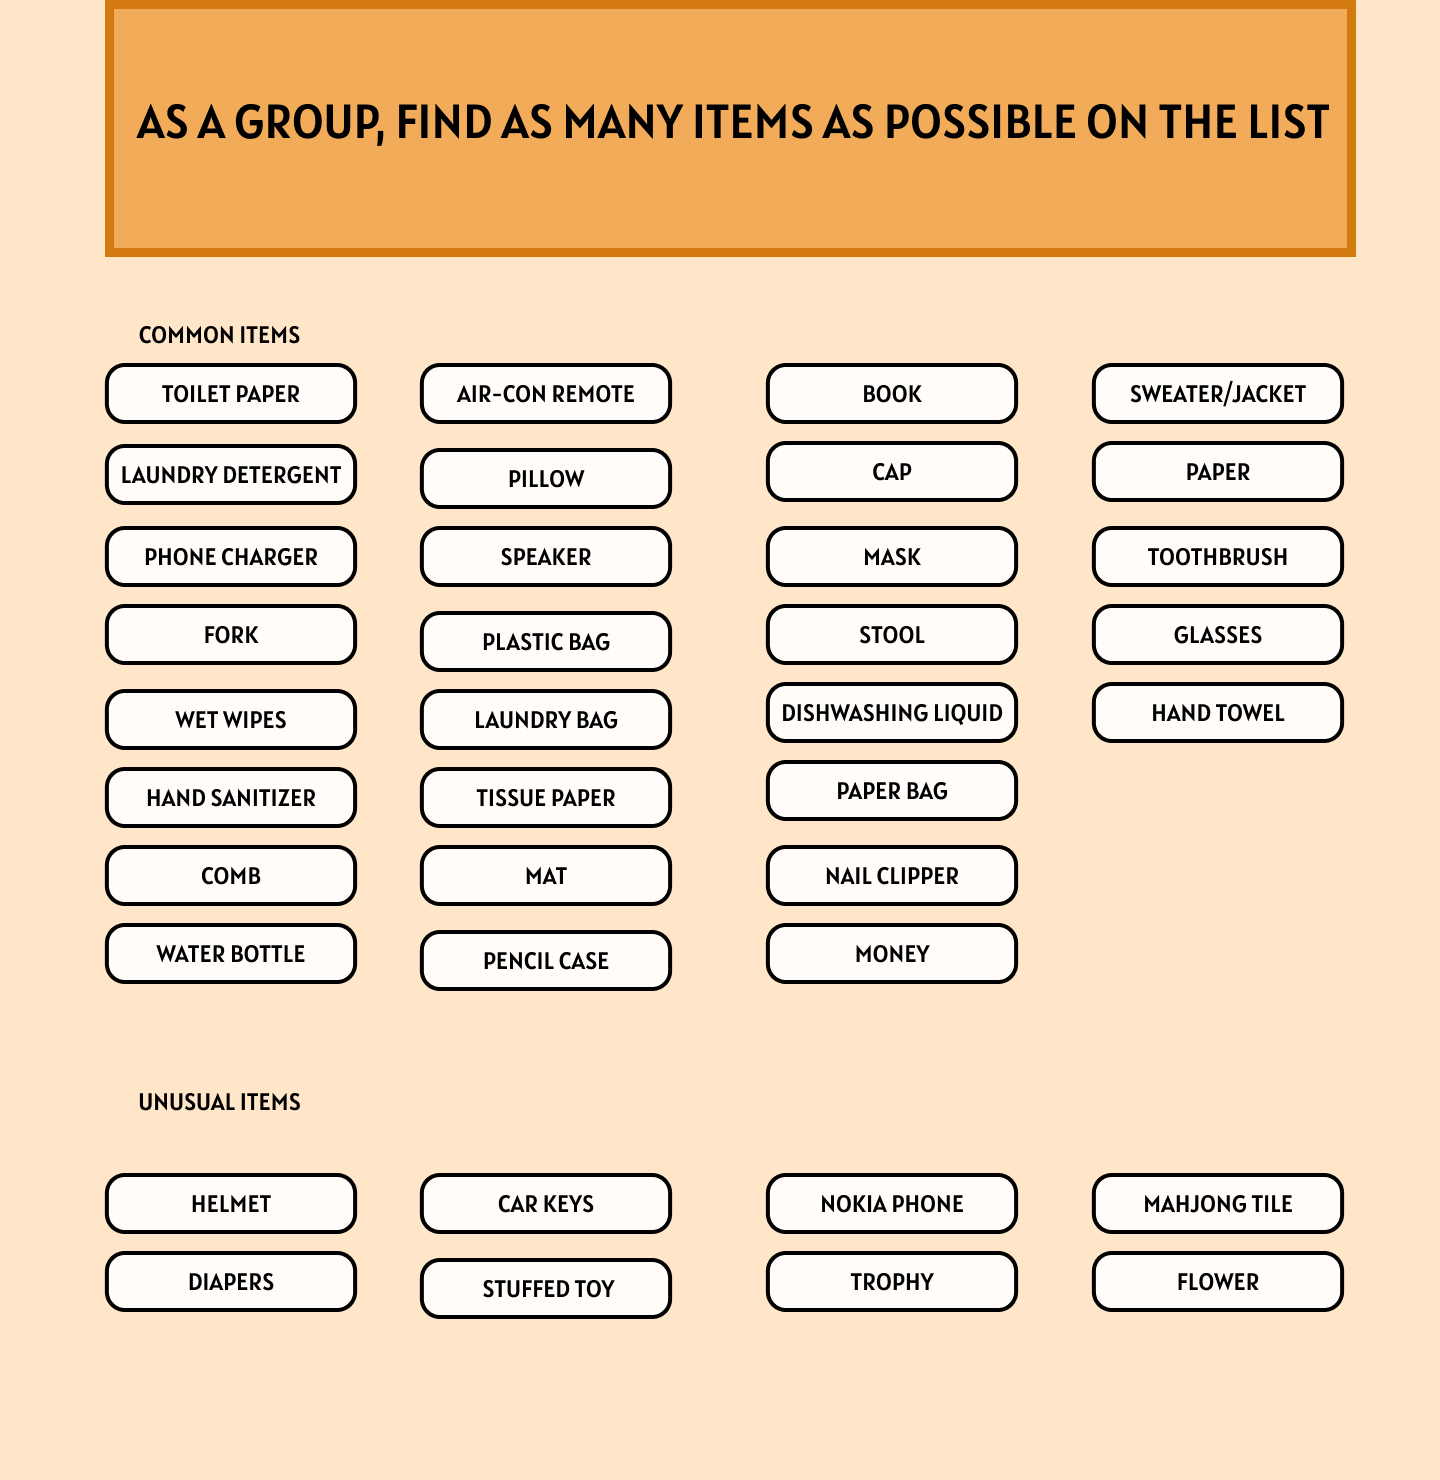 AS A GROUP, FIND AS MANY ITEMS AS POSSIBLE ON THE LIST
COMMON ITEMS
TOILET PAPER
LAUNDRY DETERGENT
PHONE CHARGER
FORK
WET WIPES
HAND SANITIZER
COMB
WATER BOTTLE
AIR-CON REMOTE
PILLOW
SPEAKER
PLASTIC BAG
LAUNDRY BAG
TISSUE PAPER
MAT
PENCIL CASE
BOOK
CAP
MASK
STOOL
DISHWASHING LIQUID
PAPER BAG
NAIL CLIPPER
MONEY
SWEATER/JACKET
PAPER
TOOTHBRUSH
GLASSES
HAND TOWEL
UNUSUAL ITEMS
HELMET
DIAPERS
CAR KEYS
STUFFED TOY
NOKIA PHONE
TROPHY
MAHJONG TILE
FLOWER